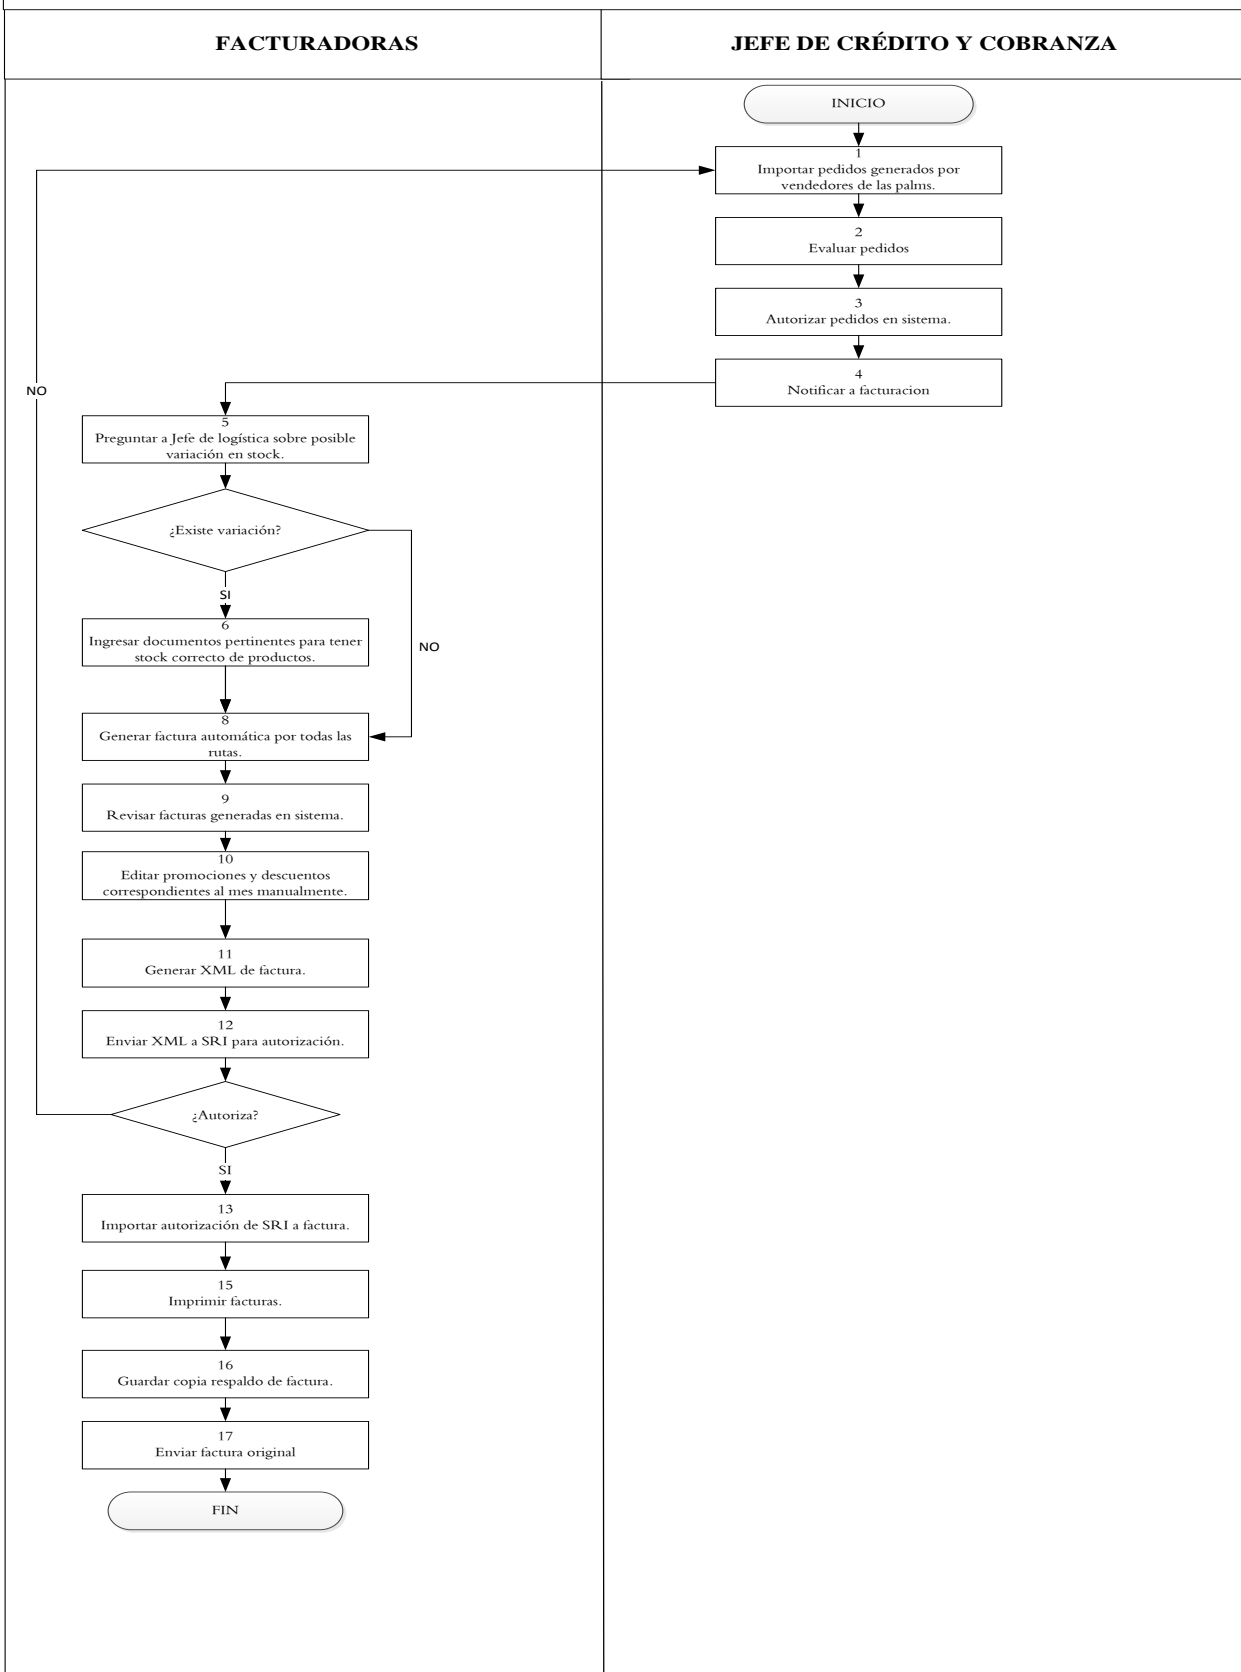 FACTURADORAS
JEFE DE CRÉDITO Y COBRANZA
INICIO
1
Importar pedidos generados por
vendedores de las palms.
2
Evaluar pedidos
3
Autorizar pedidos en sistema.
4
Notificar a facturacion
NO
5
Preguntar a Jefe de logística sobre posible
variación en stock.
¿Existe variación?
SI
6
Ingresar documentos pertinentes para tener
stock correcto de productos.
NO
8
Generar factura automática por todas las
rutas.
9
Revisar facturas generadas en sistema.
10
Editar promociones y descuentos
correspondientes al mes manualmente.
11
Generar XML de factura.
12
Enviar XML a SRI para autorización.
¿Autoriza?
SI
13
Importar autorización de SRI a factura.
15
Imprimir facturas.
16
Guardar copia respaldo de factura.
17
Enviar factura original
FIN